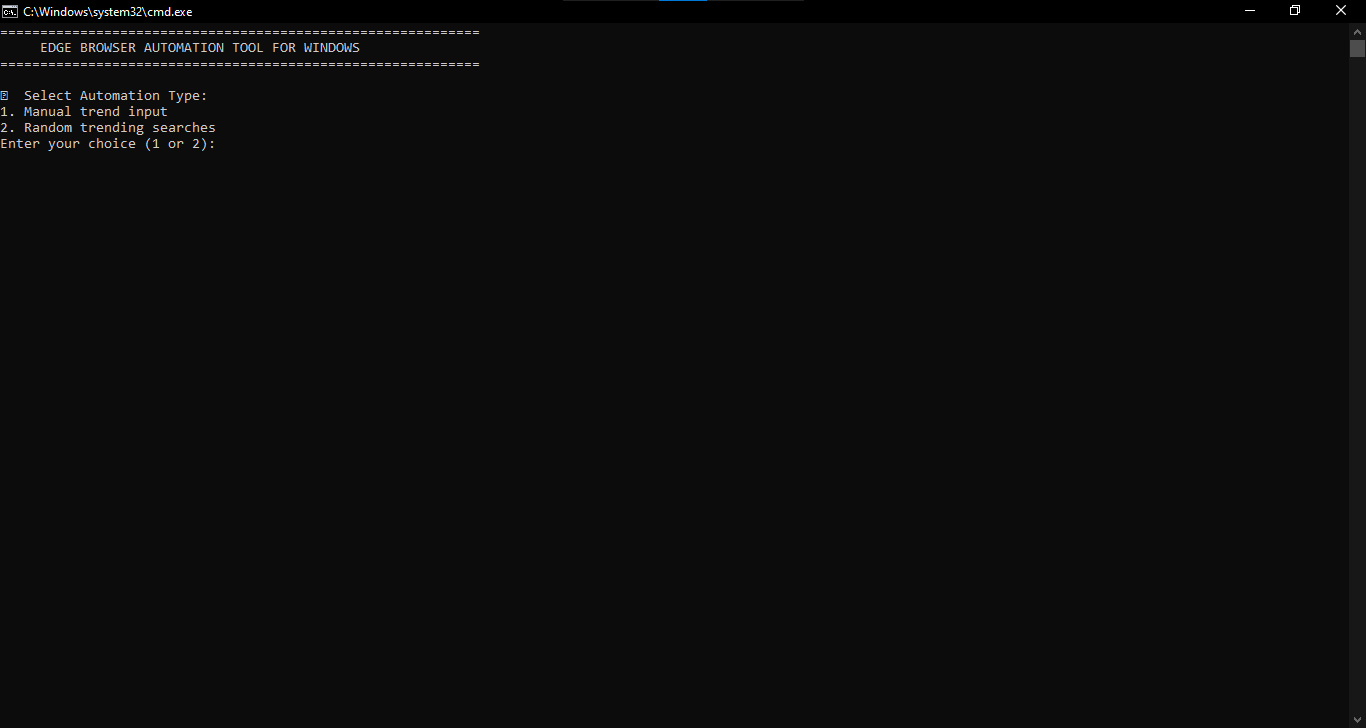 C:\Windows\system32\cmd.exe
============================================================
EDGE BROWSER AUTOMATION TOOL FOR WINDOWS
============================================================
Select Automation Type:
1. Manual trend input
2. Random trending searches
Enter your choice (1 or 2):